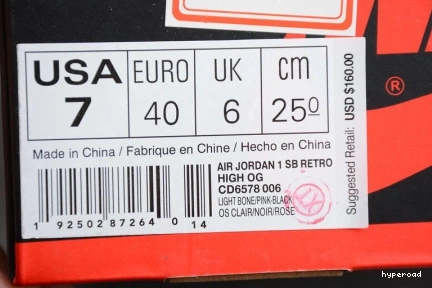 USA EURO UK cm
7 40 6 25 0
Made in China / Fabrique en Chine / Hecho en China
AIR JORDAN 1 SB RETRO
HIGH OG
CD6578 006
LIGHT BONE/PINK-BLACK
OS CLAIR/NOIR/ROSE
1 92502 87264 0 14
Suggested Retail: USD $160.00
®
hyperoad